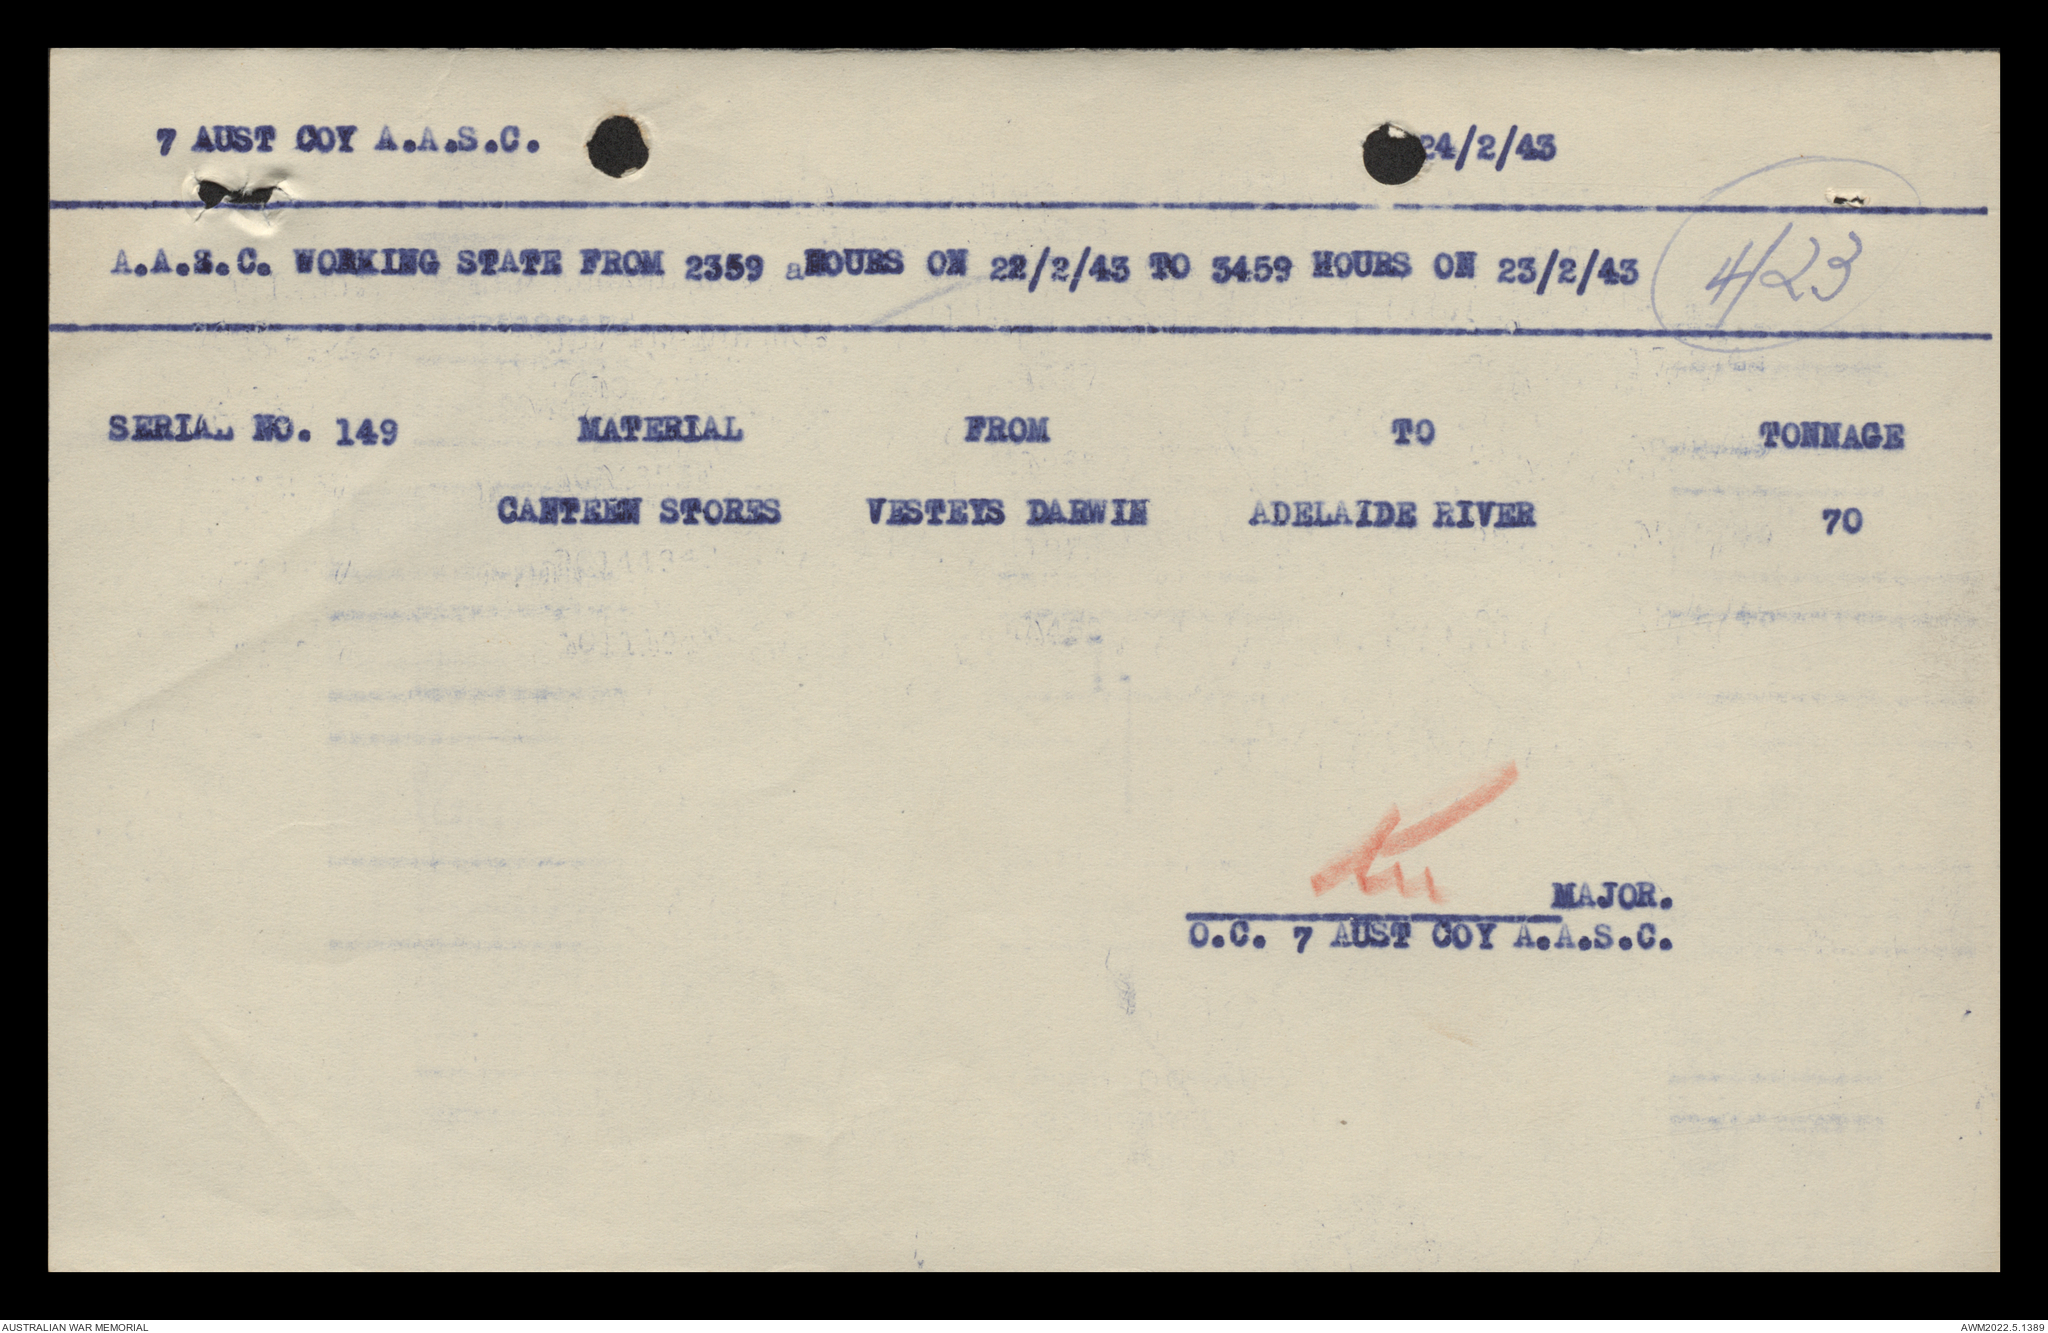 7 AUST COY A.A.S.C. 24/2/43
A.A.S.C. WORKING STATE FROM 2359 aHOURS ON 22/2/43 TO 3459 HOURS ON 23/2/43
4/23
SERIAL NO. 149 MATERIAL FROM TO TONNAGE
CANTEEN STORES VESTEYS DARWIN ADELAIDE RIVER 70
MAJOR.
O.C. 7 AUST COY A.A.S.C.
AUSTRALIAN WAR MEMORIAL AWM2022.5.1389